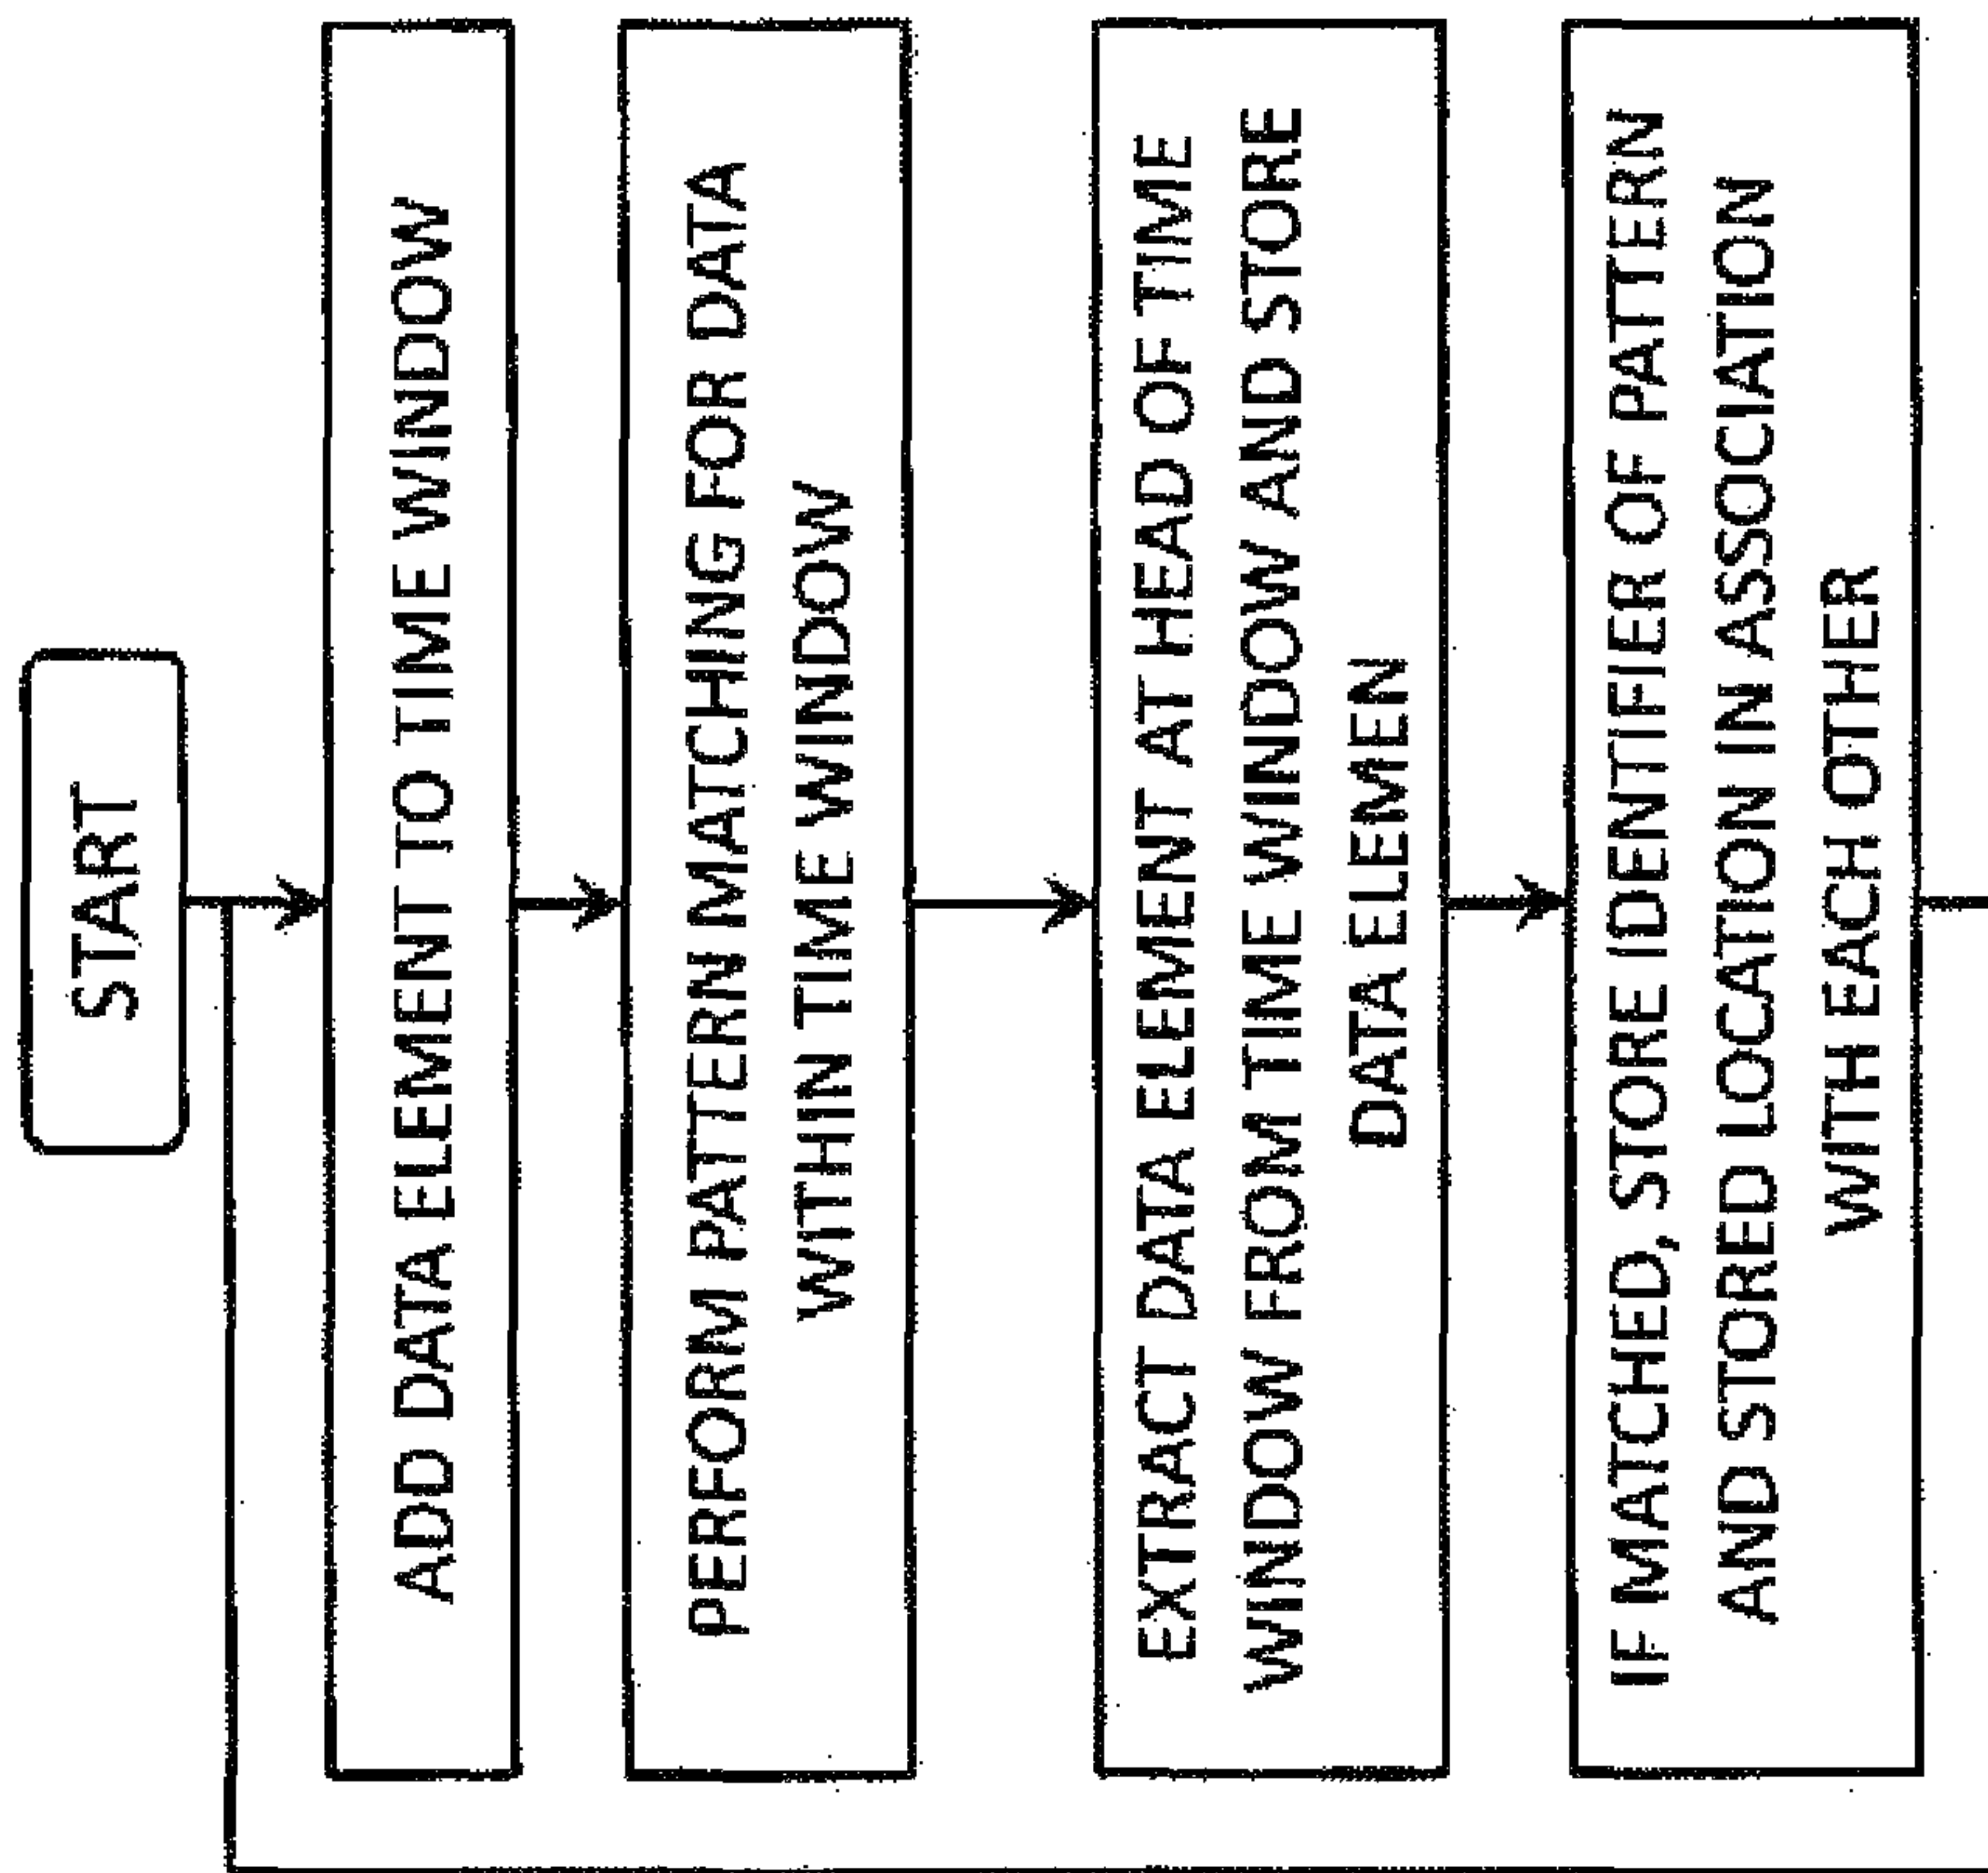 START
ADD DATA ELEMENT TO TIME WINDOW
PERFORM PATTERN MATCHING FOR DATA
WITHIN TIME WINDOW
EXTRACT DATA ELEMENT AT HEAD OF TIME
WINDOW FROM TIME WINDOW AND STORE
DATA ELEMEN
IF MATCHED, STORE IDENTIFIER OF PATTERN
AND STORED LOCATION IN ASSOCIATION
WITH EACH OTHER